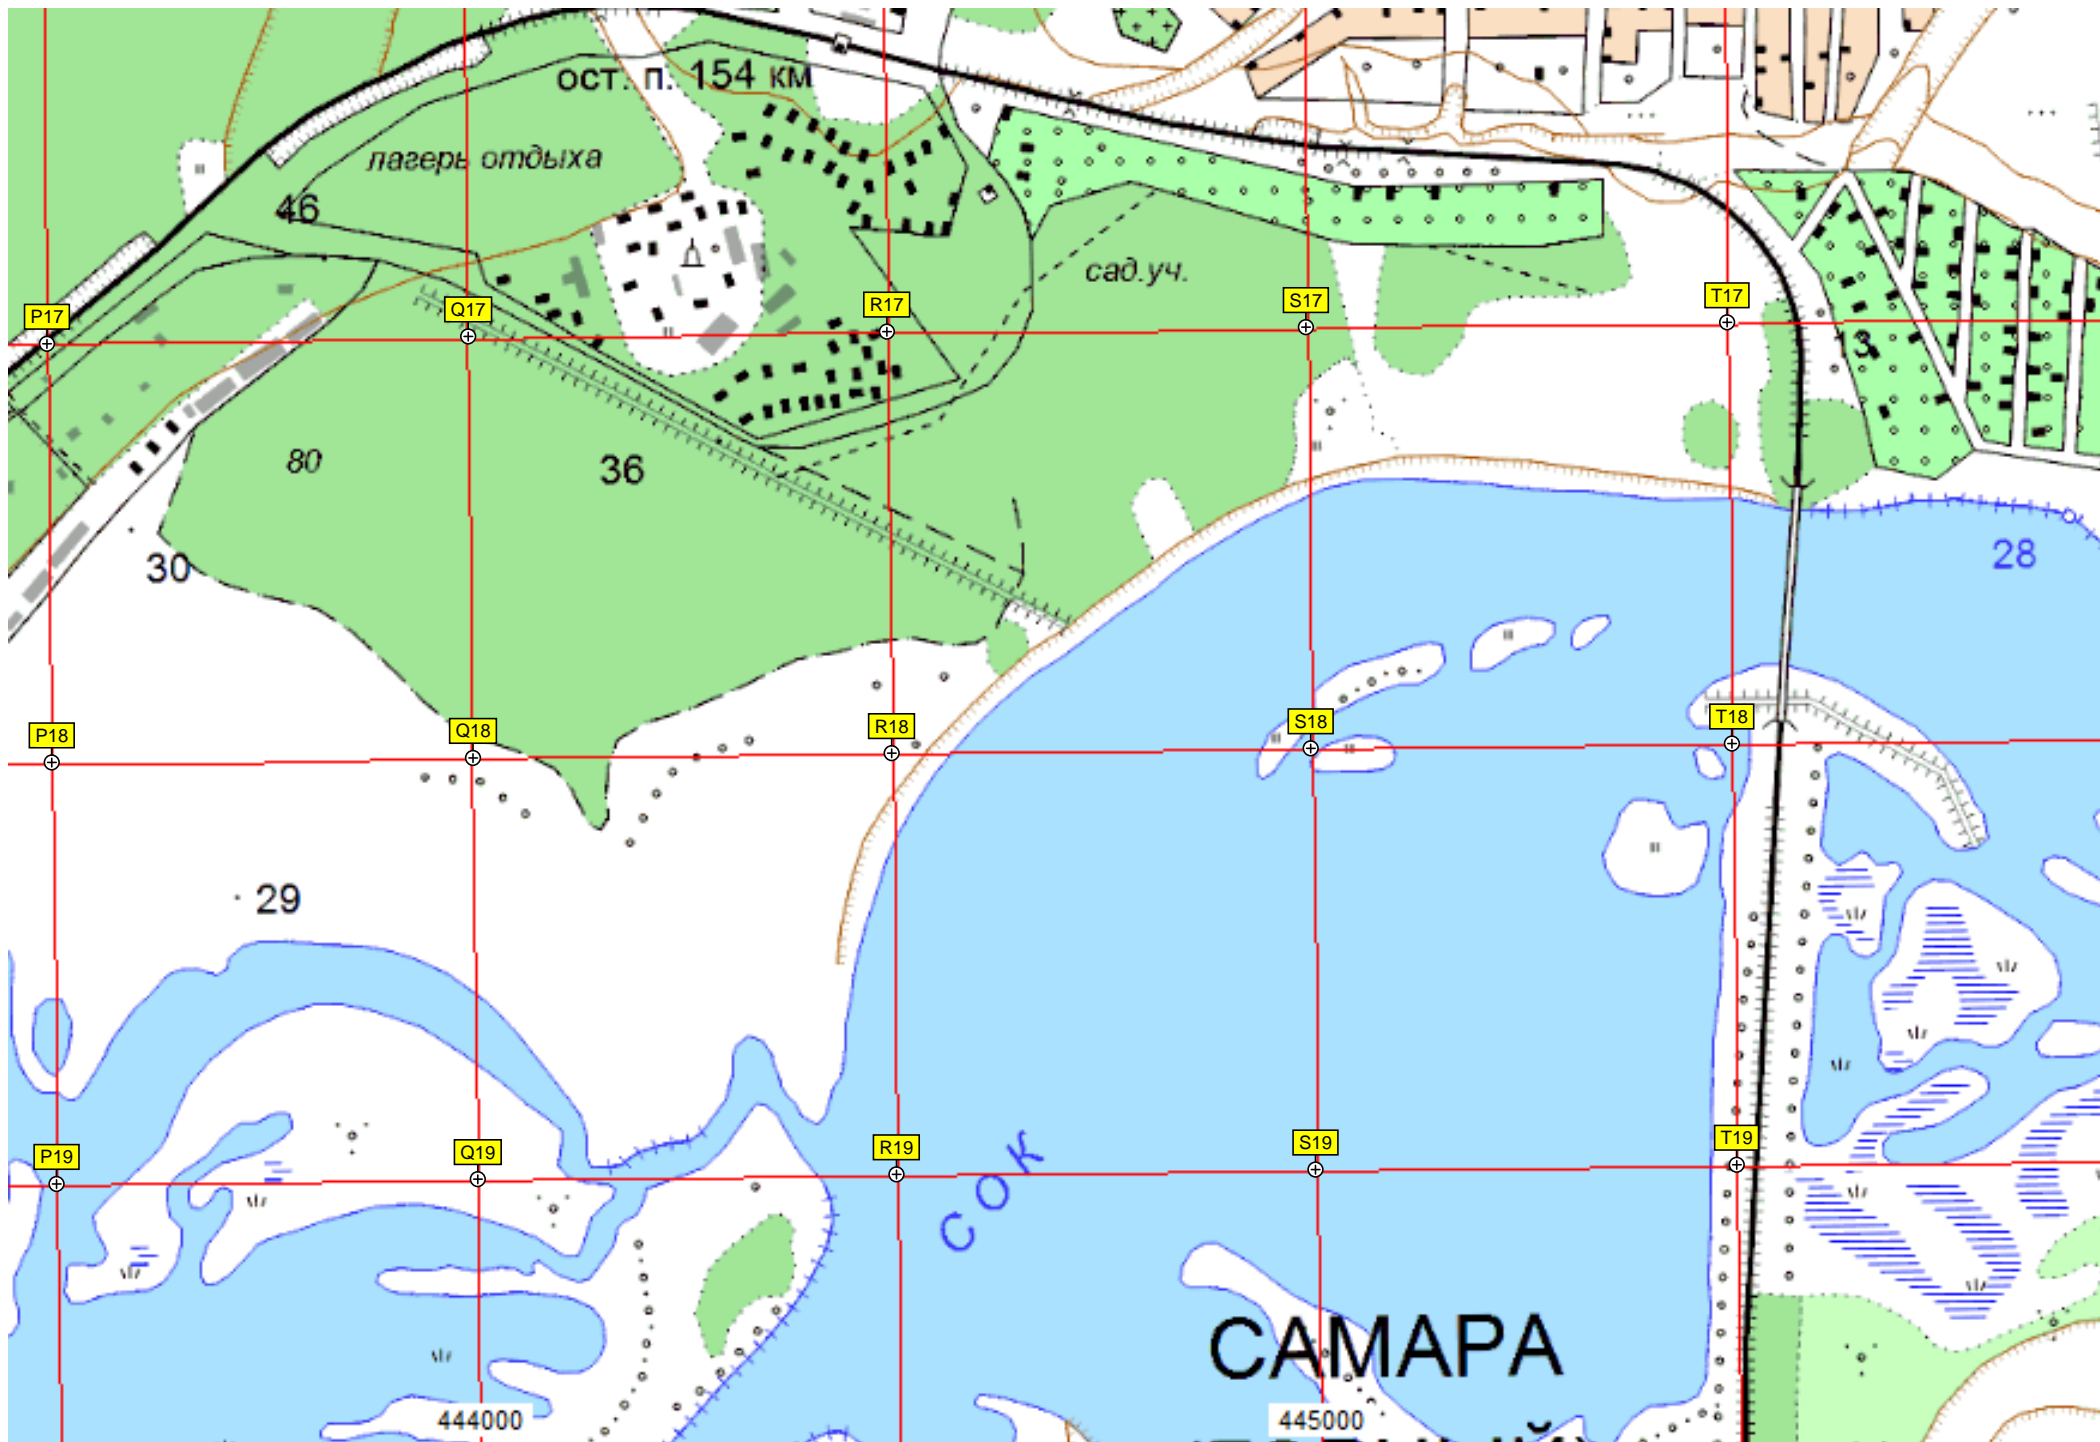 ост. п. 154 км
лагерь отдыха
46
сад.уч.
P17
Q17
R17
S17
T17
3
80
36
30
28
P18
Q18
R18
S18
T18
29
P19
Q19
R19
S19
T19
СОК
САМАРА
444000
445000